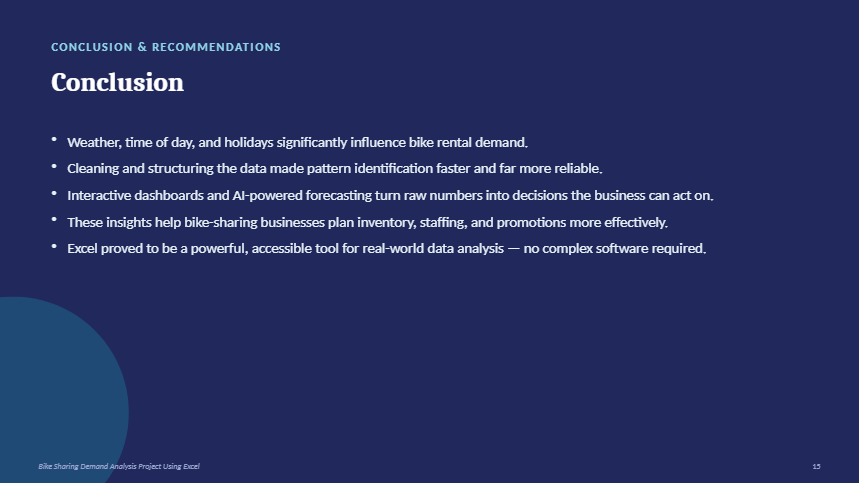 CONCLUSION & RECOMMENDATIONS
Conclusion
• Weather, time of day, and holidays significantly influence bike rental demand.
• Cleaning and structuring the data made pattern identification faster and far more reliable.
• Interactive dashboards and AI-powered forecasting turn raw numbers into decisions the business can act on.
• These insights help bike-sharing businesses plan inventory, staffing, and promotions more effectively.
• Excel proved to be a powerful, accessible tool for real-world data analysis — no complex software required.
Bike Sharing Demand Analysis Project Using Excel
15